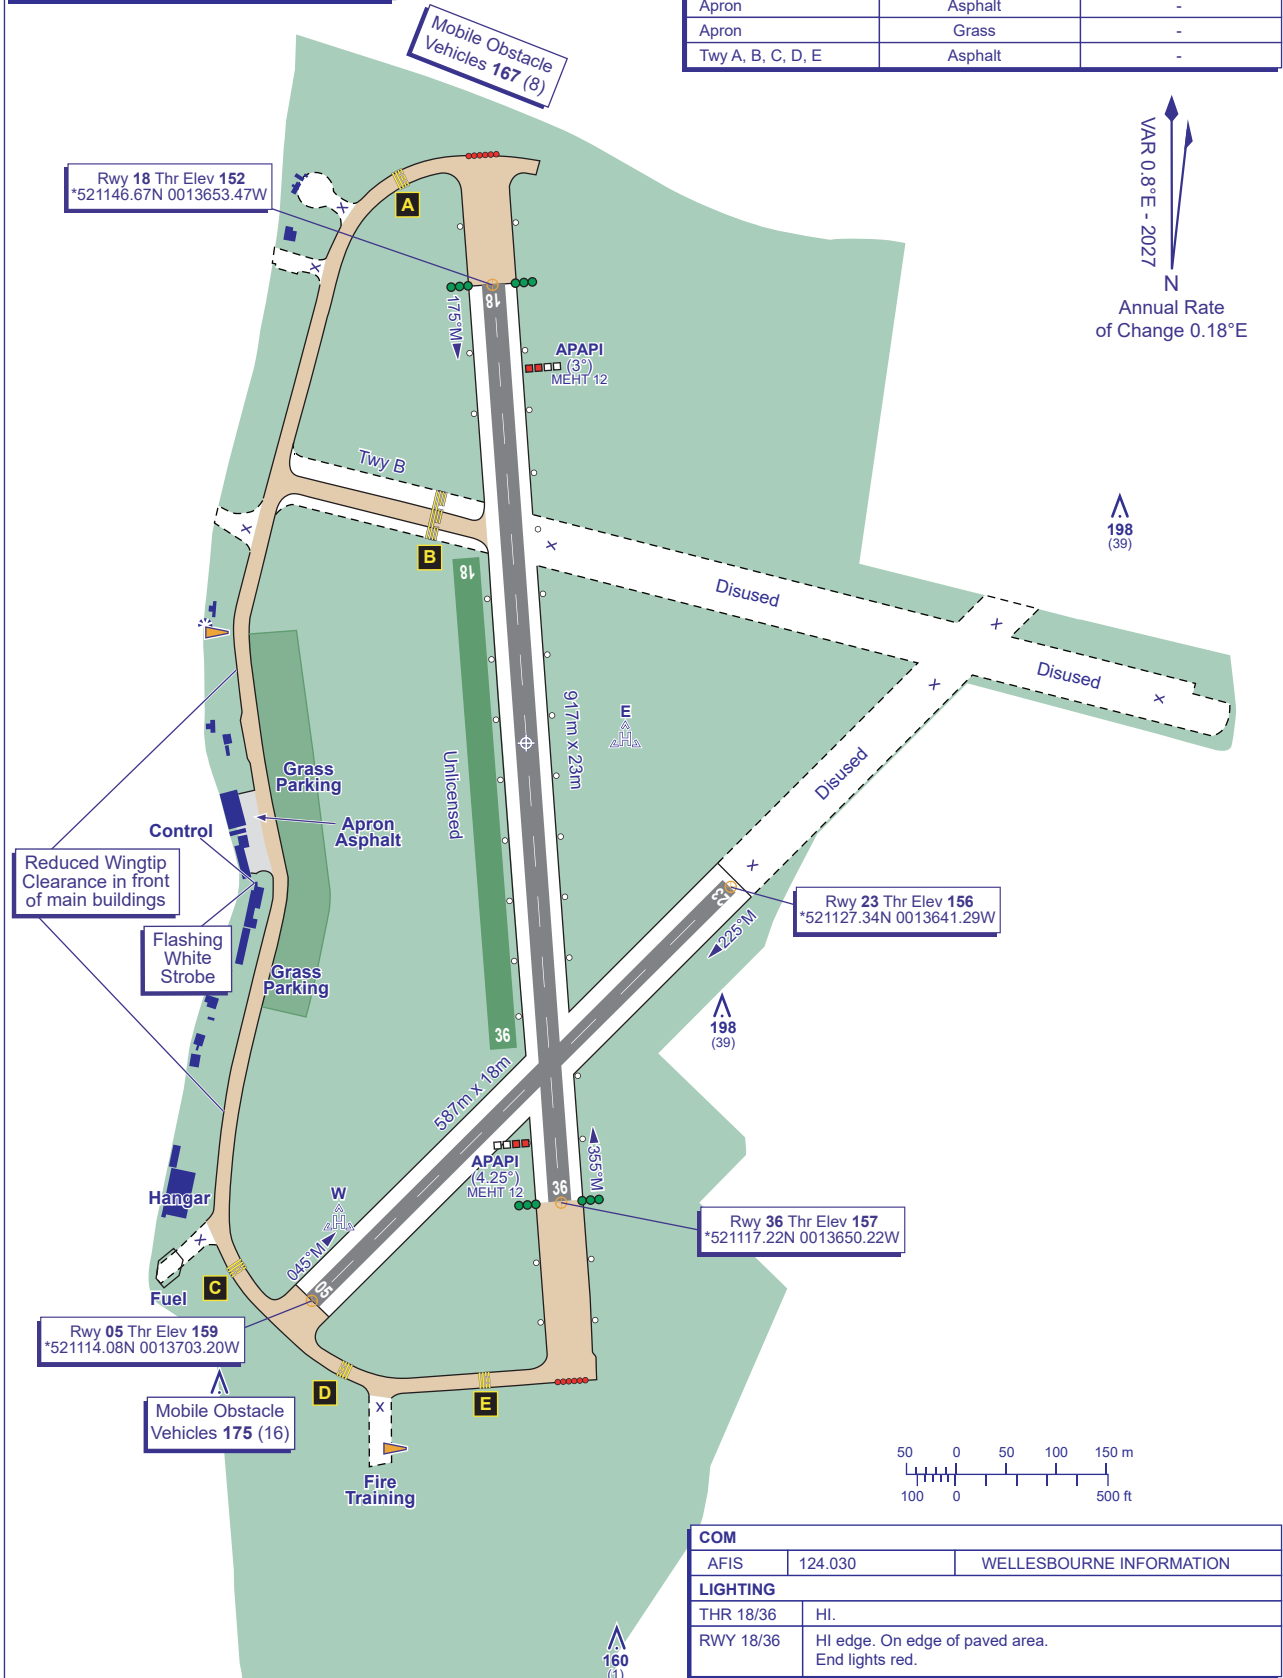 Apron Asphalt -
Apron Grass -
Twy A, B, C, D, E Asphalt -
Mobile Obstacle
Vehicles 167 (8)
VAR 0.8°E - 2027
N
Annual Rate
of Change 0.18°E
Rwy 18 Thr Elev 152
*521146.67N 0013653.47W
A
18
175°M
APAPI
(3°)
MEHT 12
Twy B
B
18
198
(39)
Disused
Disused
Disused
917m x 23m
E
H
Unlicensed
Grass
Parking
Control
Apron
Asphalt
Reduced Wingtip
Clearance in front
of main buildings
23
Rwy 23 Thr Elev 156
*521127.34N 0013641.29W
225°M
Flashing
White
Strobe
Grass
Parking
198
(39)
36
587m x 18m
APAPI
(4.25°)
MEHT 12
355°M
36
Hangar
W
H
045°M
Rwy 36 Thr Elev 157
*521117.22N 0013650.22W
C
05
Fuel
Rwy 05 Thr Elev 159
*521114.08N 0013703.20W
D
E
Mobile Obstacle
Vehicles 175 (16)
Fire
Training
50 0 50 100 150 m
100 0 500 ft
COM
AFIS 124.030 WELLESBOURNE INFORMATION
LIGHTING
THR 18/36 HI.
RWY 18/36 HI edge. On edge of paved area.
End lights red.
160
(1)